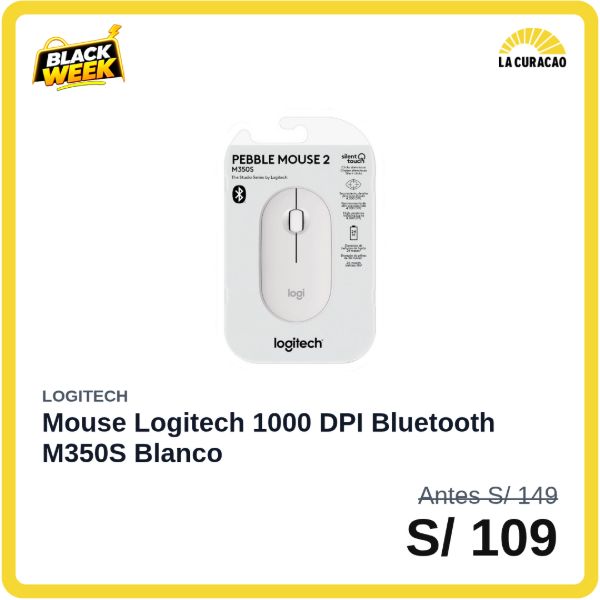 BLACK
WEEK
LA CURACAO
PEBBLE MOUSE 2
M350S
The Studio Series by Logitech
silent
touch
logi
logitech
LOGITECH
Mouse Logitech 1000 DPI Bluetooth
M350S Blanco
Antes S/ 149
S/ 109